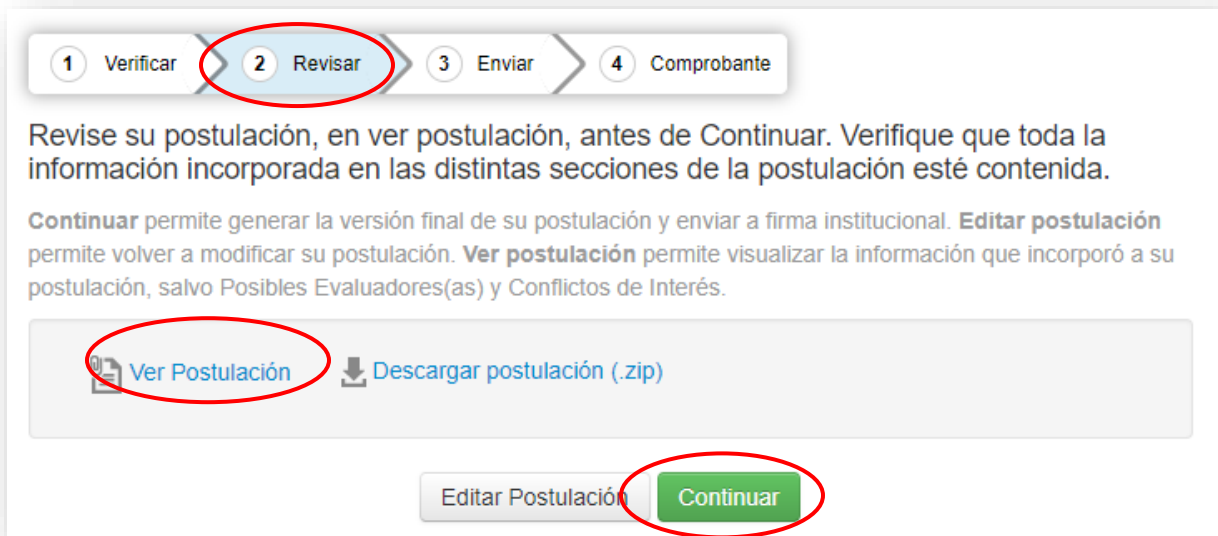 1 Verificar 2 Revisar 3 Enviar 4 Comprobante
Revise su postulación, en ver postulación, antes de Continuar. Verifique que toda la
información incorporada en las distintas secciones de la postulación esté contenida.
Continuar permite generar la versión final de su postulación y enviar a firma institucional. Editar postulación
permite volver a modificar su postulación. Ver postulación permite visualizar la información que incorporó a su
postulación, salvo Posibles Evaluadores(as) y Conflictos de Interés.
Ver Postulación Descargar postulación (.zip)
Editar Postulación Continuar